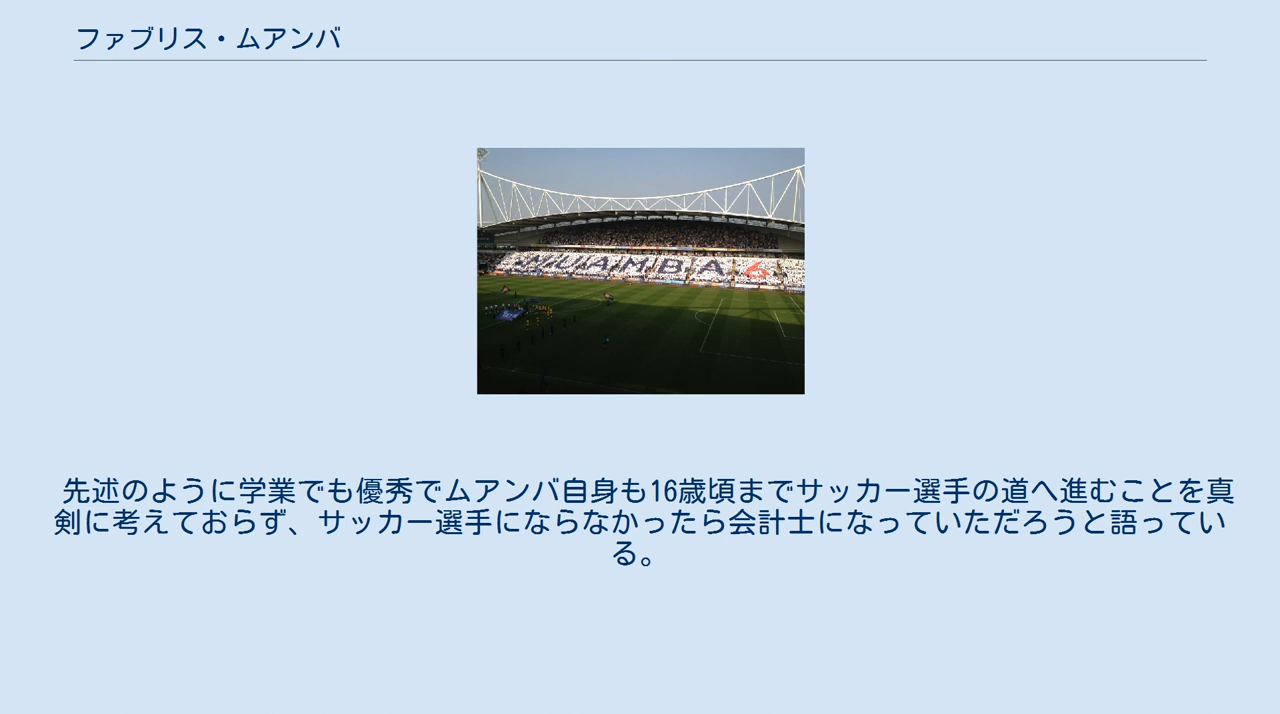 ファブリス・ムアンバ
MUAMBA 6
先述のように学業でも優秀でムアンバ自身も16歳頃までサッカー選手の道へ進むことを真
剣に考えておらず、サッカー選手にならなかったら会計士になっていただろうと語ってい
る。